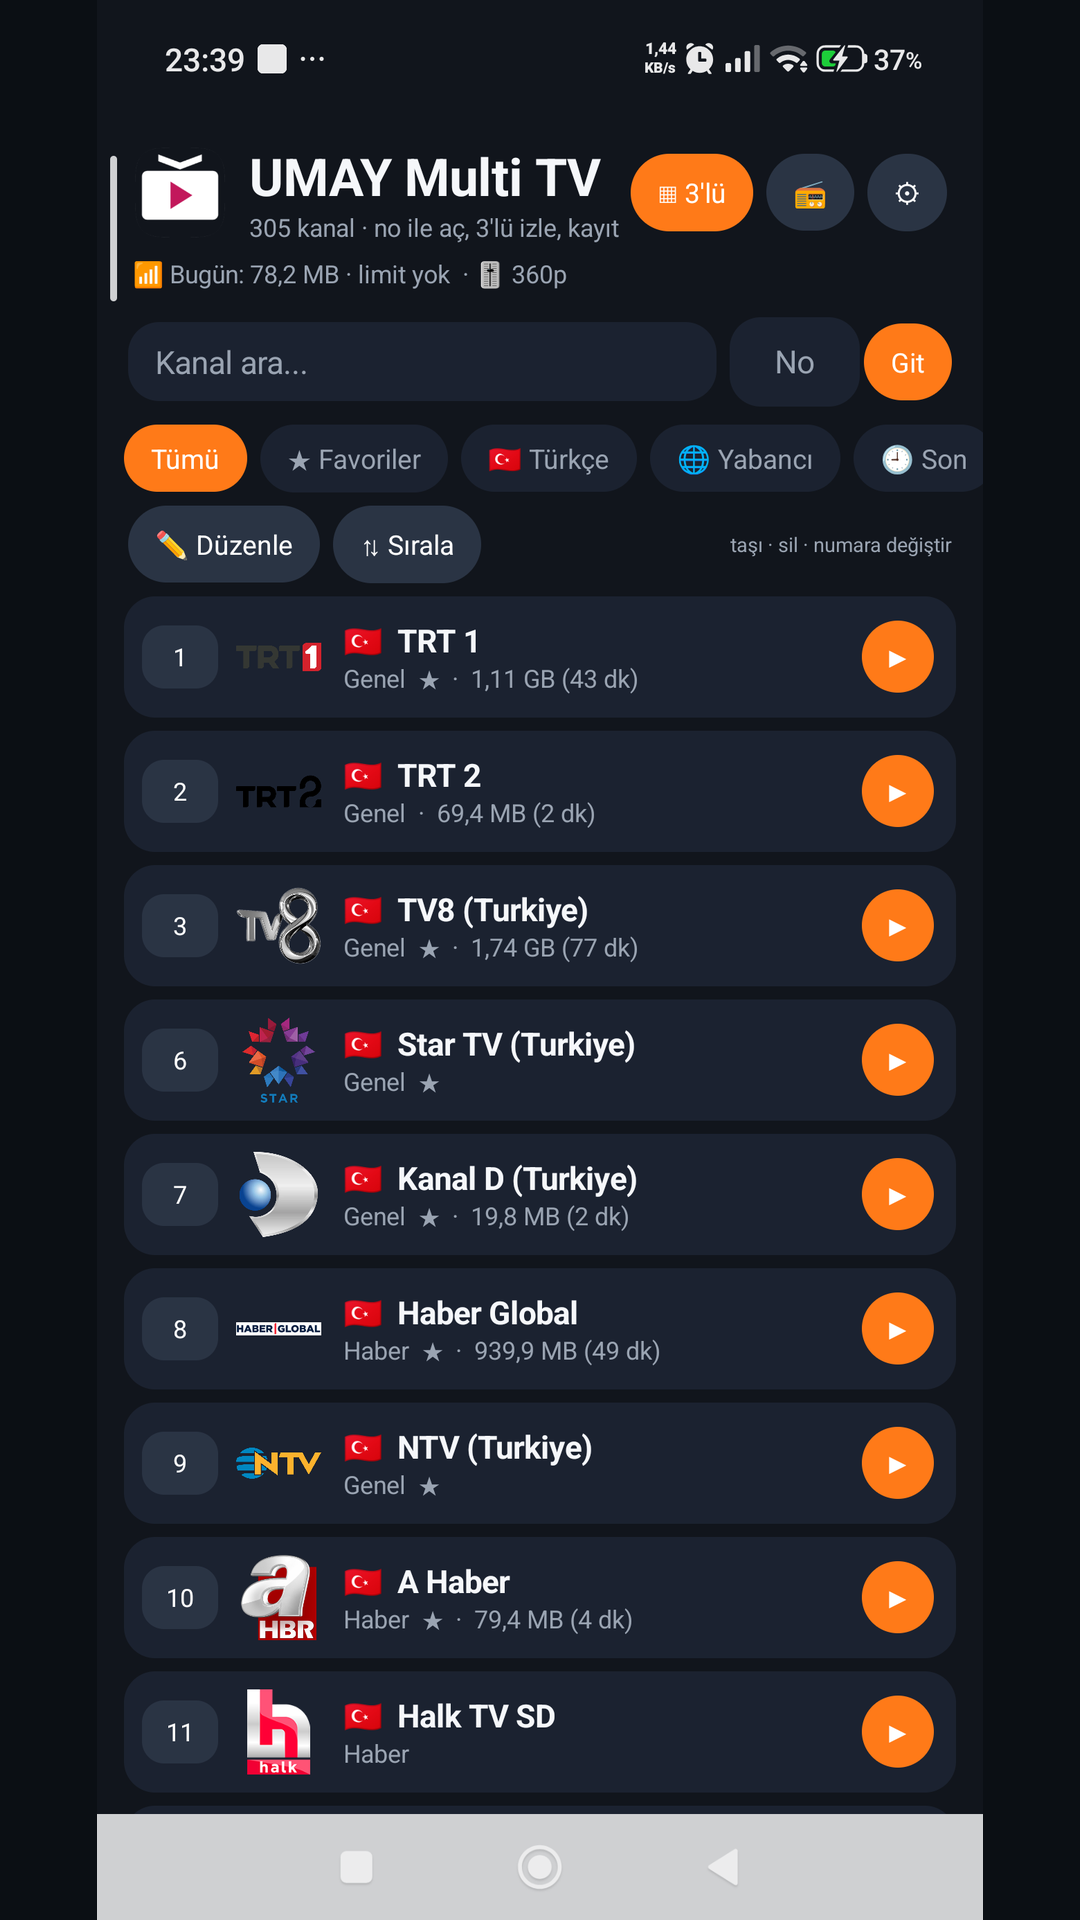 23:39 ...
1,44 KB/s 37%
UMAY Multi TV
305 kanal · no ile aç, 3'lü izle, kayıt
3'lü
Bugün: 78,2 MB · limit yok · 360p
Kanal ara...
No
Git
Tümü
★ Favoriler
Türkçe
Yabancı
Son
Düzenle
Sırala
taşı · sil · numara değiştir
1
TRT1
TRT 1
Genel ★ · 1,11 GB (43 dk)
2
TRT2
TRT 2
Genel · 69,4 MB (2 dk)
3
TV8
TV8 (Turkiye)
Genel ★ · 1,74 GB (77 dk)
6
STAR
Star TV (Turkiye)
Genel ★
7
Kanal D (Turkiye)
Genel ★ · 19,8 MB (2 dk)
8
HABER GLOBAL
Haber Global
Haber ★ · 939,9 MB (49 dk)
9
NTV
NTV (Turkiye)
Genel ★
10
a HBR
A Haber
Haber ★ · 79,4 MB (4 dk)
11
h halk
Halk TV SD
Haber